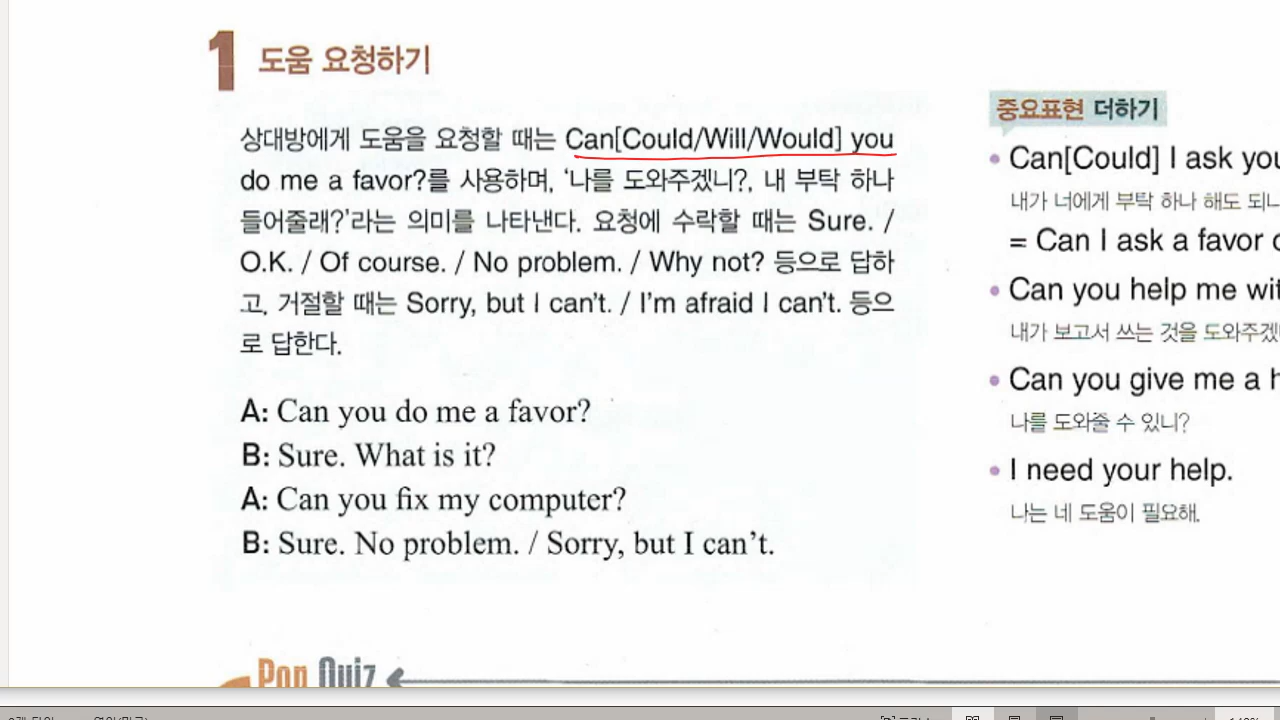 1 도움 요청하기
상대방에게 도움을 요청할 때는 Can[Could/Will/Would] you
do me a favor?를 사용하며, ‘나를 도와주겠니?, 내 부탁 하나
들어줄래?’라는 의미를 나타낸다. 요청에 수락할 때는 Sure. /
O.K. / Of course. / No problem. / Why not? 등으로 답하
고, 거절할 때는 Sorry, but I can't. / I'm afraid I can't. 등으
로 답한다.
A: Can you do me a favor?
B: Sure. What is it?
A: Can you fix my computer?
B: Sure. No problem. / Sorry, but I can't.
중요표현 더하기
• Can[Could] I ask you
내가 너에게 부탁 하나 해도 되니
= Can I ask a favor
• Can you help me wit
내가 보고서 쓰는 것을 도와주겠
• Can you give me a h
나를 도와줄 수 있니?
• I need your help.
나는 네 도움이 필요해.
Pop Quiz